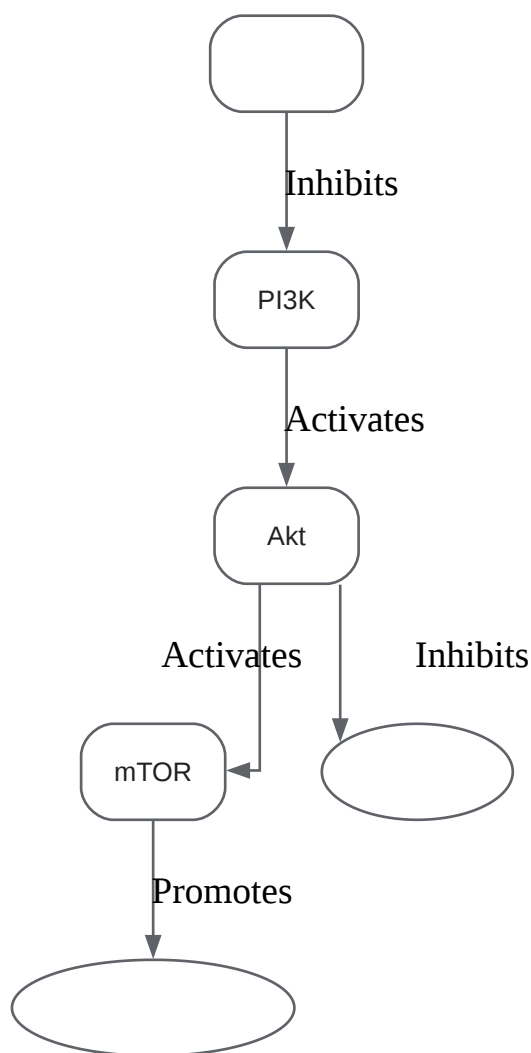 Inhibits
PI3K
Activates
Akt
Activates
Inhibits
mTOR
Promotes